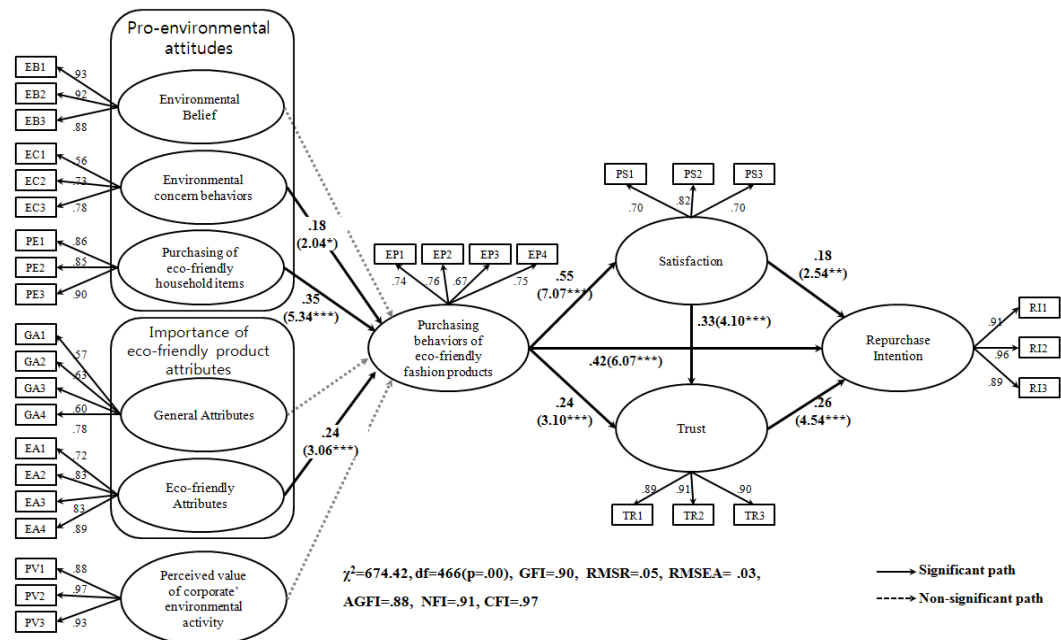 Pro-environmental
attitudes
EB1
EB2
EB3
.93
.92
.88
Environmental
Belief
EC1
EC2
EC3
.56
.73
.78
Environmental
concern behaviors
PE1
PE2
PE3
.86
.85
.90
Purchasing of
eco-friendly
household items
Importance of
eco-friendly product
attributes
GA1
GA2
GA3
GA4
.57
.63
.60
.78
General Attributes
EA1
EA2
EA3
EA4
.72
.83
.83
.89
Eco-friendly
Attributes
PV1
PV2
PV3
.88
.97
.93
Perceived value
of corporate’
environmental
activity
.18
(2.04*)
.35
(5.34***)
.24
(3.06***)
EP1
EP2
EP3
EP4
.74
.76
.67
.75
Purchasing
behaviors of
eco-friendly
fashion products
.55
(7.07***)
.42(6.07***)
.24
(3.10***)
PS1
PS2
PS3
.70
.82
.70
Satisfaction
.33(4.10***)
Trust
.89
.91
.90
TR1
TR2
TR3
.18
(2.54**)
.26
(4.54***)
Repurchase
Intention
.91
.96
.89
RI1
RI2
RI3
χ²=674.42, df=466(p=.00), GFI=.90, RMSR=.05, RMSEA= .03,
AGFI=.88, NFI=.91, CFI=.97
Significant path
Non-significant path